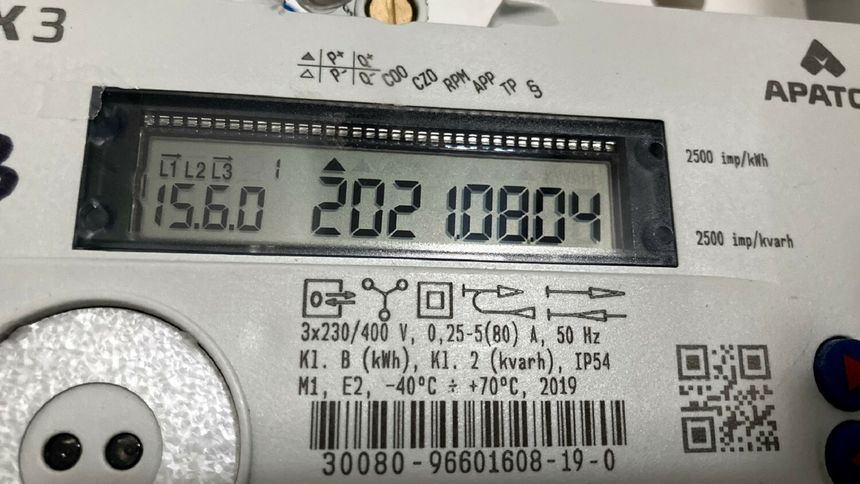 X3
P+ Q+
P- Q- COO CZO RPM APP TP §
APATO
L1 L2 L3 1
15.6.0 2021.08.04
2500 imp/kWh
2500 imp/kvarh
3x230/400 V, 0,25-5(80) A, 50 Hz
Kl. B (kWh), Kl. 2 (kvarh), IP54
M1, E2, -40°C ÷ +70°C, 2019
30080-96601608-19-0